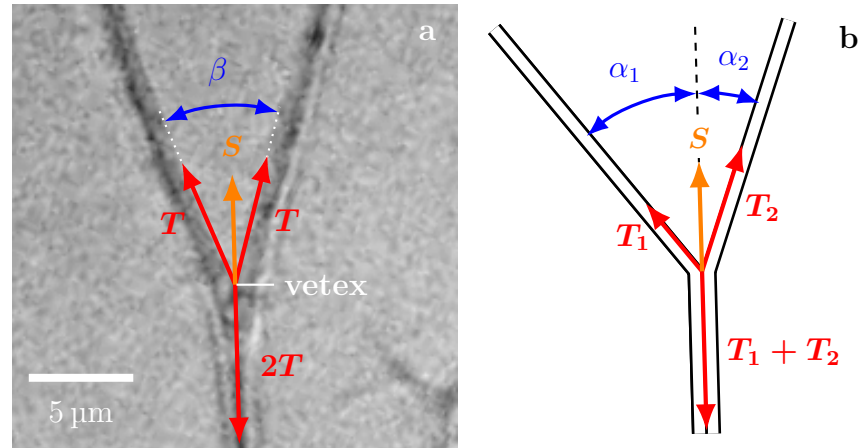 a
β
S
T
T
vetex
2T
5 µm
b
α₁
α₂
S
T₁
T₂
T₁ + T₂